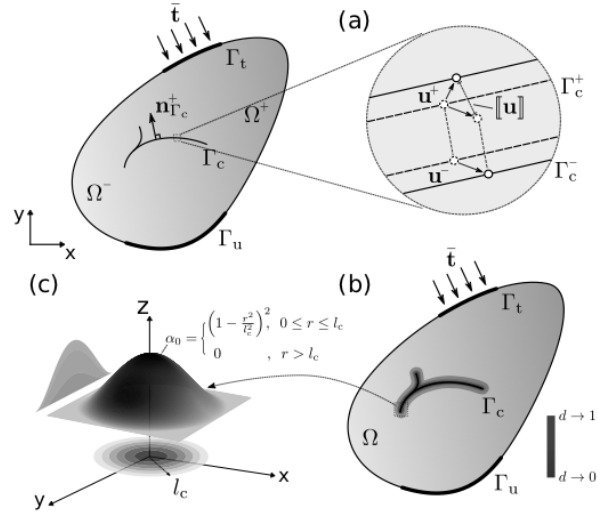 t̄
(a)
Γt
n⁺Γc
Ω⁺
Γc
Ω⁻
Γu
y
x
u⁺
⟦u⟧
u⁻
Γc⁺
Γc⁻
(c)
z
α₀ = { (1 − r²/lc²)², 0 ≤ r ≤ lc
0 , r > lc
x
y
lc
t̄
(b)
Γt
Γc
Ω
Γu
d → 1
d → 0